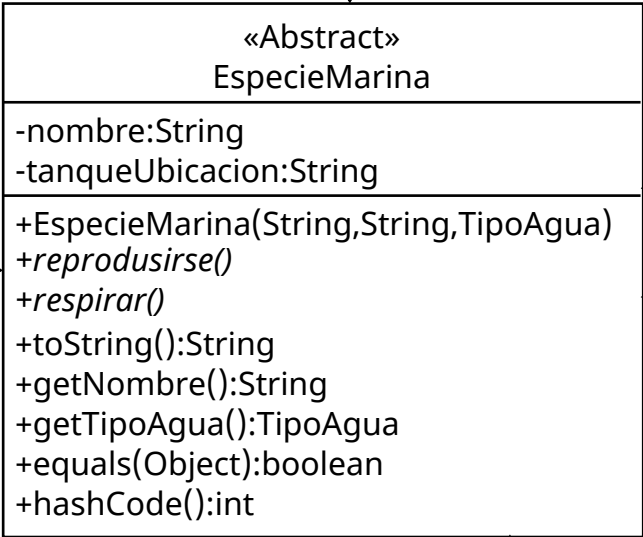 «Abstract»
EspecieMarina
-nombre:String
-tanqueUbicacion:String
+EspecieMarina(String,String,TipoAgua)
+reprodusirse()
+respirar()
+toString():String
+getNombre():String
+getTipoAgua():TipoAgua
+equals(Object):boolean
+hashCode():int